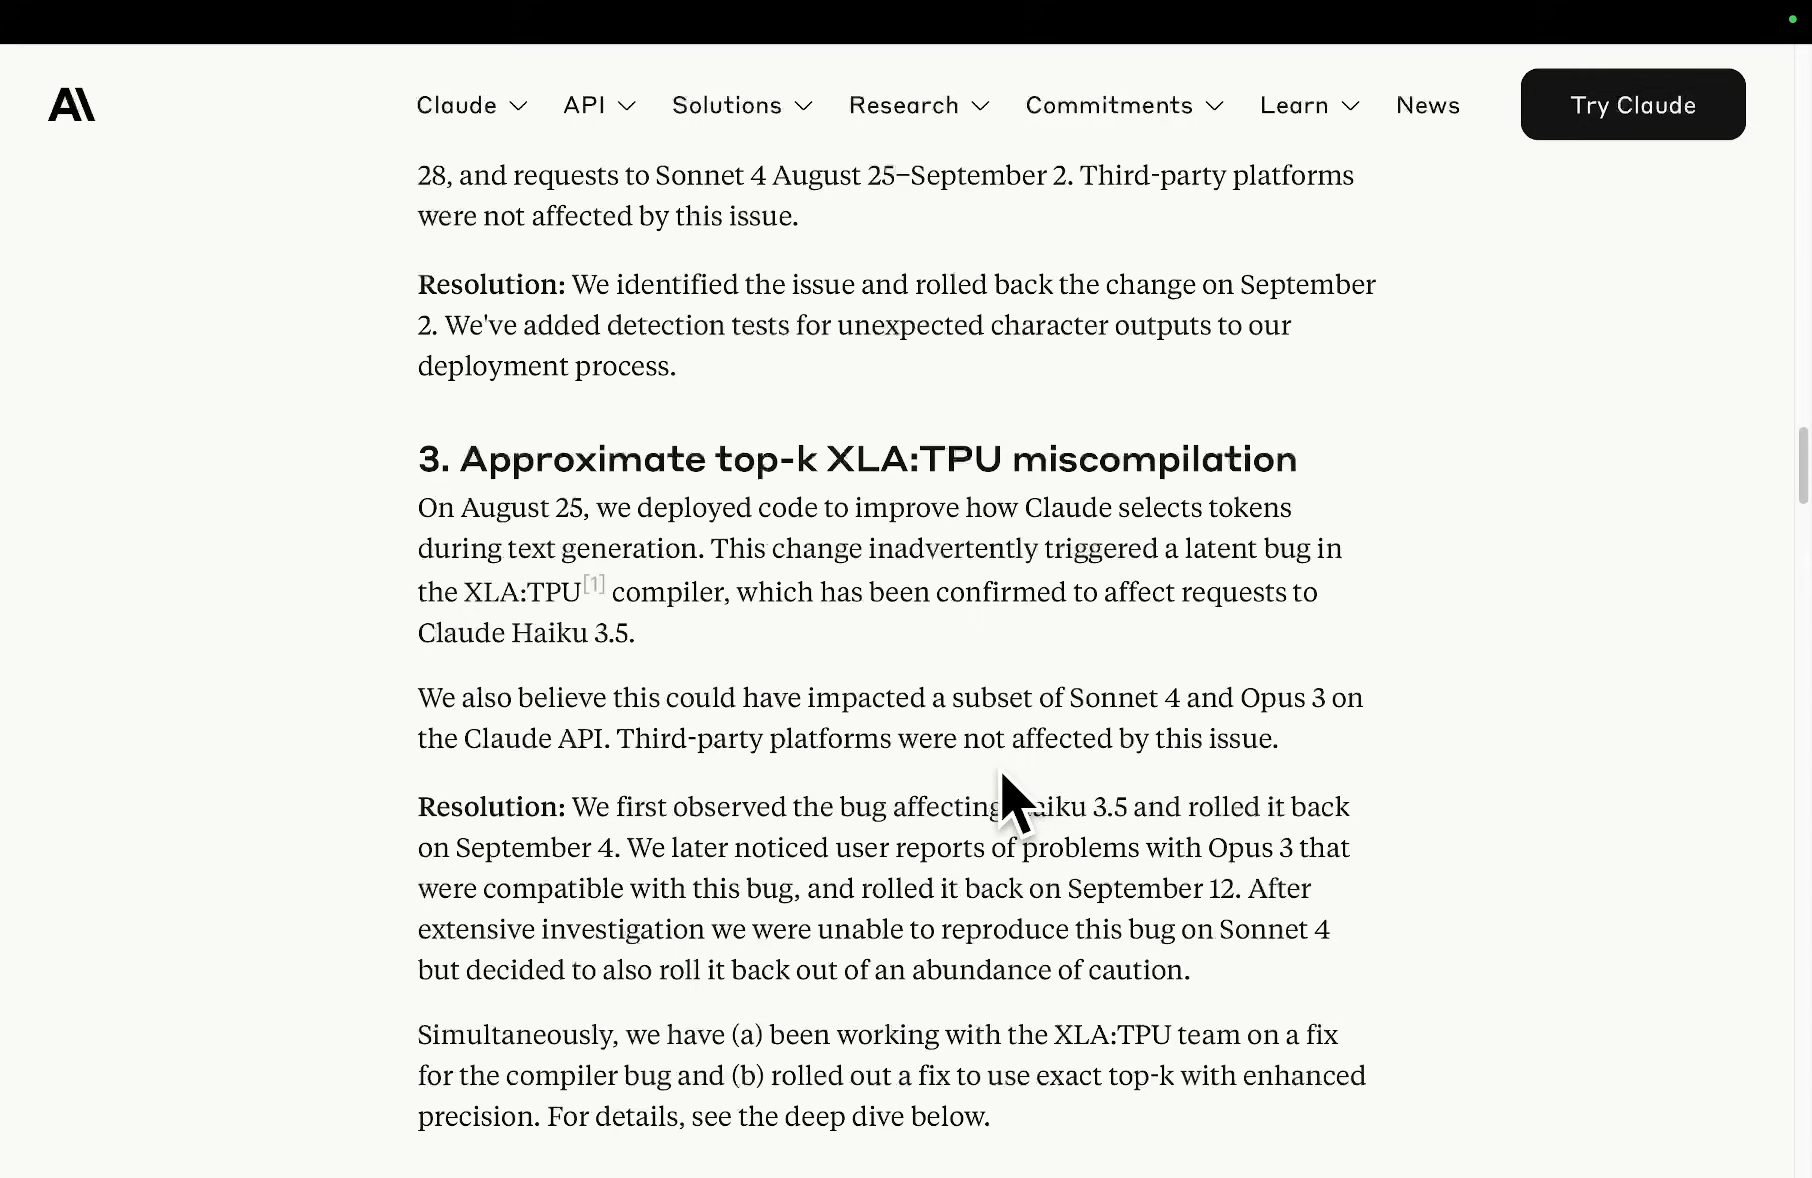 Claude
API
Solutions
Research
Commitments
Learn
News
Try Claude
28, and requests to Sonnet 4 August 25–September 2. Third-party platforms
were not affected by this issue.
Resolution: We identified the issue and rolled back the change on September
2. We've added detection tests for unexpected character outputs to our
deployment process.
3. Approximate top-k XLA:TPU miscompilation
On August 25, we deployed code to improve how Claude selects tokens
during text generation. This change inadvertently triggered a latent bug in
the XLA:TPU[1] compiler, which has been confirmed to affect requests to
Claude Haiku 3.5.
We also believe this could have impacted a subset of Sonnet 4 and Opus 3 on
the Claude API. Third-party platforms were not affected by this issue.
Resolution: We first observed the bug affecting Haiku 3.5 and rolled it back
on September 4. We later noticed user reports of problems with Opus 3 that
were compatible with this bug, and rolled it back on September 12. After
extensive investigation we were unable to reproduce this bug on Sonnet 4
but decided to also roll it back out of an abundance of caution.
Simultaneously, we have (a) been working with the XLA:TPU team on a fix
for the compiler bug and (b) rolled out a fix to use exact top-k with enhanced
precision. For details, see the deep dive below.